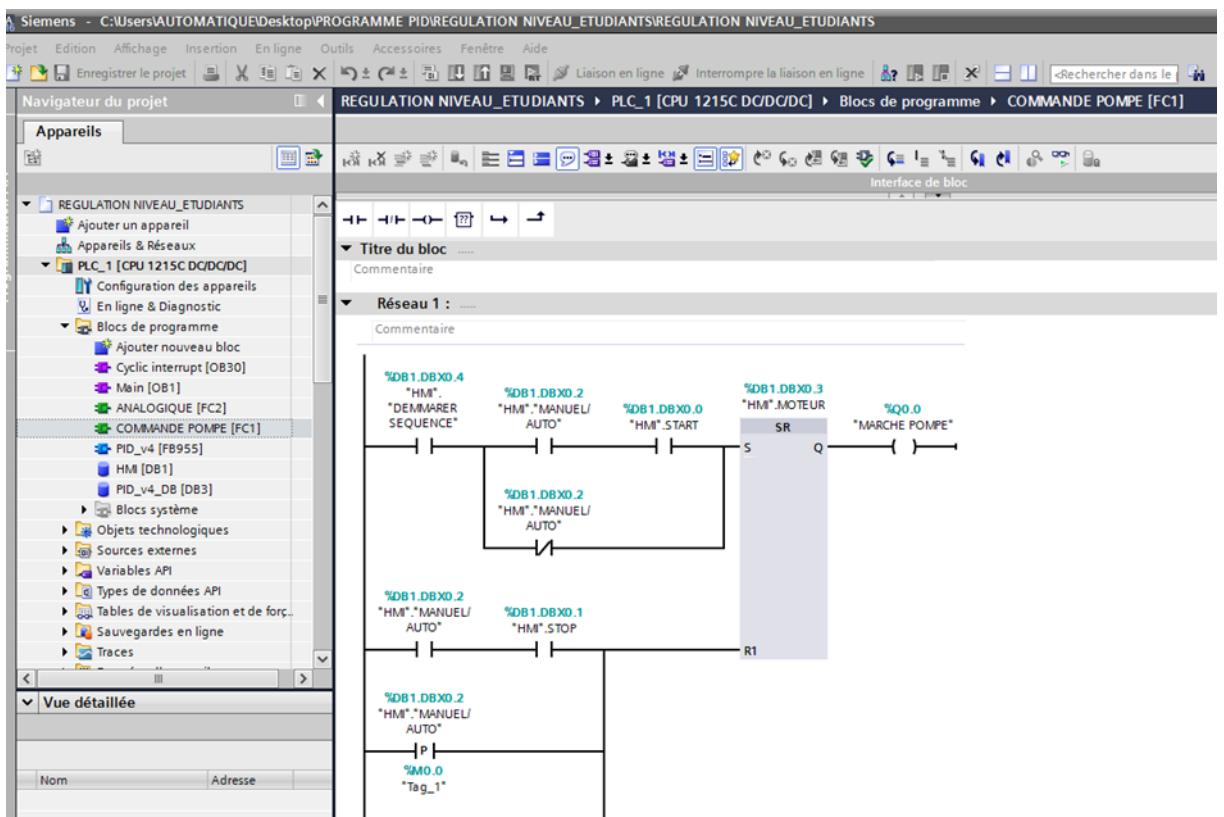 Siemens - C:\Users\AUTOMATIQUE\Desktop\PROGRAMME PID\REGULATION NIVEAU_ETUDIANTS\REGULATION NIVEAU_ETUDIANTS
Projet Edition Affichage Insertion En ligne Outils Accessoires Fenêtre Aide
Enregistrer le projet Liaison en ligne Interrompre la liaison en ligne <Rechercher dans le
Navigateur du projet
REGULATION NIVEAU_ETUDIANTS PLC_1 [CPU 1215C DC/DC/DC] Blocs de programme COMMANDE POMPE [FC1]
Appareils
Interface de bloc
REGULATION NIVEAU_ETUDIANTS
Ajouter un appareil
Appareils & Réseaux
PLC_1 [CPU 1215C DC/DC/DC]
Configuration des appareils
En ligne & Diagnostic
Blocs de programme
Ajouter nouveau bloc
Cyclic interrupt [OB30]
Main [OB1]
ANALOGIQUE [FC2]
COMMANDE POMPE [FC1]
PID_v4 [FB955]
HMI [DB1]
PID_v4_DB [DB3]
Blocs système
Objets technologiques
Sources externes
Variables API
Types de données API
Tables de visualisation et de forç...
Sauvegardes en ligne
Traces
Vue détaillée
Nom Adresse
??
Titre du bloc .....
Commentaire
Réseau 1 : .....
Commentaire
%DB1.DBX0.4
"HMI".
"DEMMARER
SEQUENCE"
%DB1.DBX0.2
"HMI"."MANUEL/
AUTO"
%DB1.DBX0.0
"HMI".START
%DB1.DBX0.3
"HMI".MOTEUR
SR
S Q
%Q0.0
"MARCHE POMPE"
%DB1.DBX0.2
"HMI"."MANUEL/
AUTO"
%DB1.DBX0.2
"HMI"."MANUEL/
AUTO"
%DB1.DBX0.1
"HMI".STOP
R1
%DB1.DBX0.2
"HMI"."MANUEL/
AUTO"
P
%M0.0
"Tag_1"